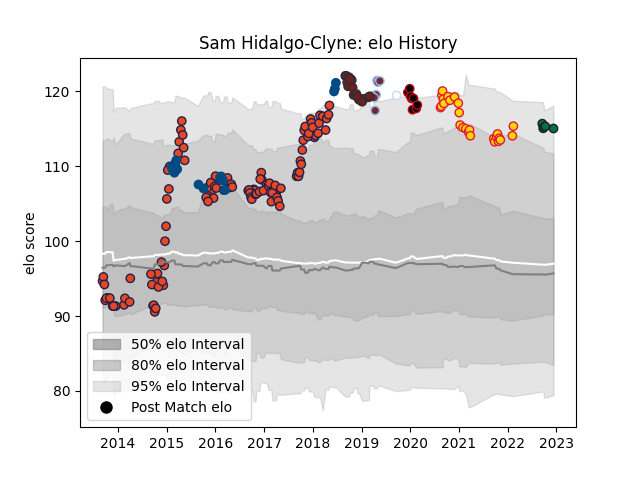 Sam Hidalgo-Clyne: elo History
elo score
120
110
100
90
80
50% elo Interval
80% elo Interval
95% elo Interval
Post Match elo
2014 2015 2016 2017 2018 2019 2020 2021 2022 2023